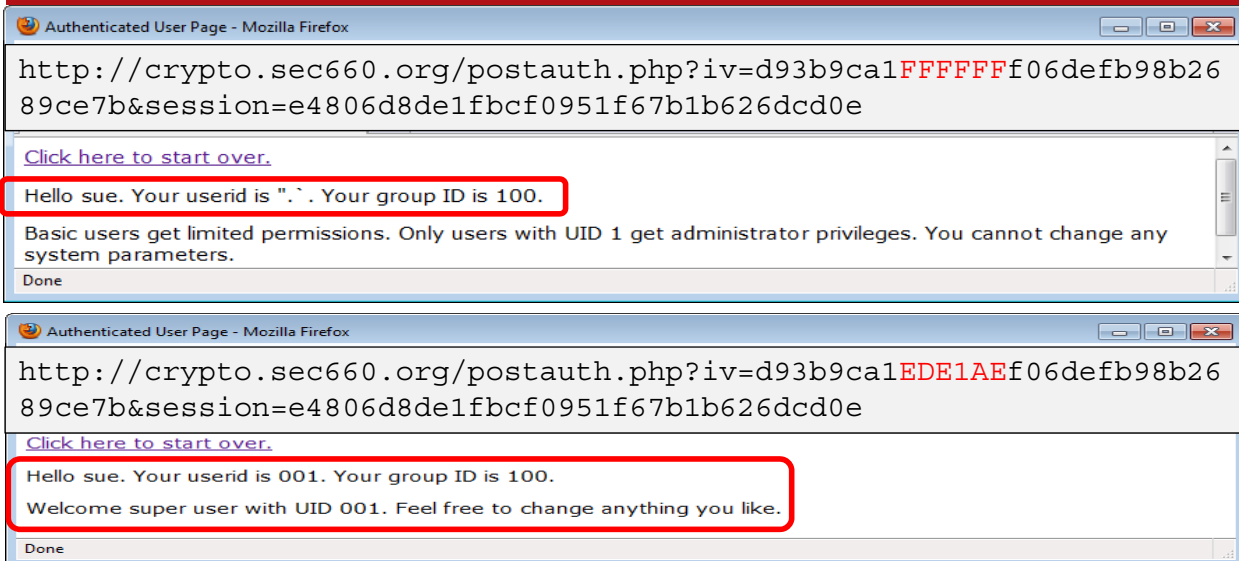 Authenticated User Page - Mozilla Firefox
http://crypto.sec660.org/postauth.php?iv=d93b9ca1FFFFFFf06defb98b26
89ce7b&session=e4806d8de1fbcf0951f67b1b626dcd0e
Click here to start over.
Hello sue. Your userid is ".`. Your group ID is 100.
Basic users get limited permissions. Only users with UID 1 get administrator privileges. You cannot change any
system parameters.
Done
Authenticated User Page - Mozilla Firefox
http://crypto.sec660.org/postauth.php?iv=d93b9ca1EDE1AEf06defb98b26
89ce7b&session=e4806d8de1fbcf0951f67b1b626dcd0e
Click here to start over.
Hello sue. Your userid is 001. Your group ID is 100.
Welcome super user with UID 001. Feel free to change anything you like.
Done